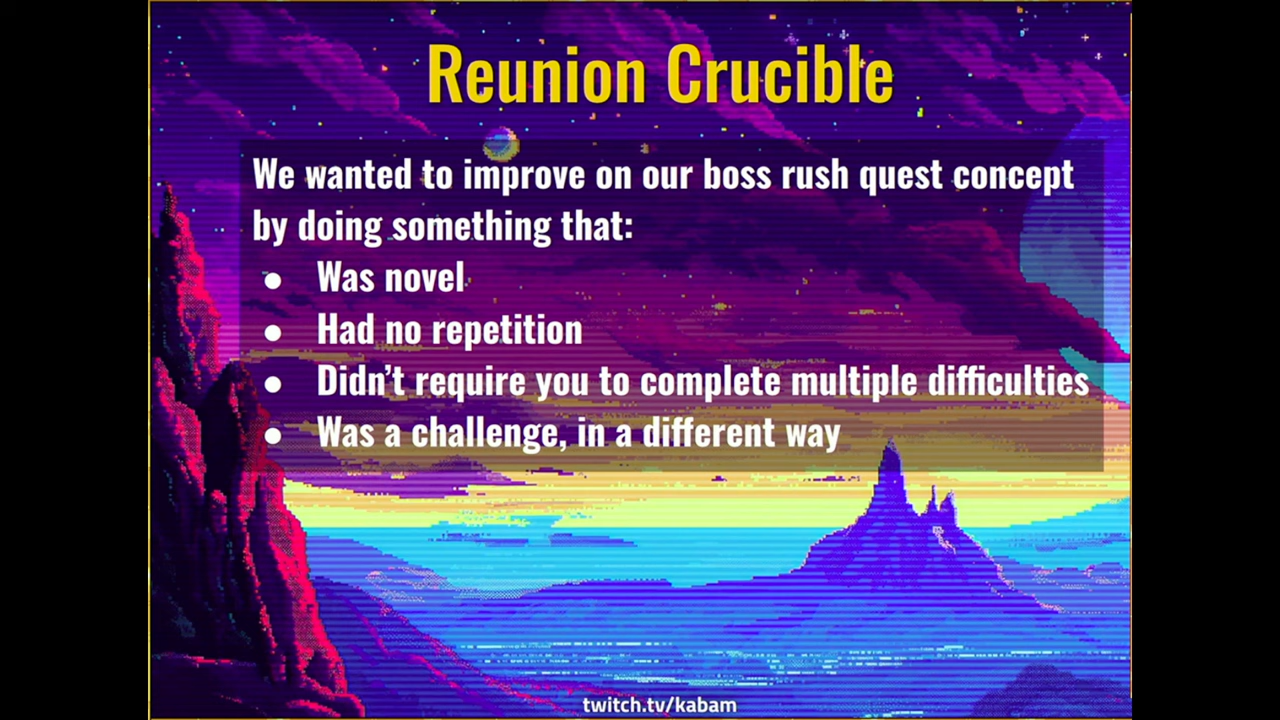 Reunion Crucible
We wanted to improve on our boss rush quest concept
by doing something that:
● Was novel
● Had no repetition
● Didn't require you to complete multiple difficulties
● Was a challenge, in a different way
twitch.tv/kabam